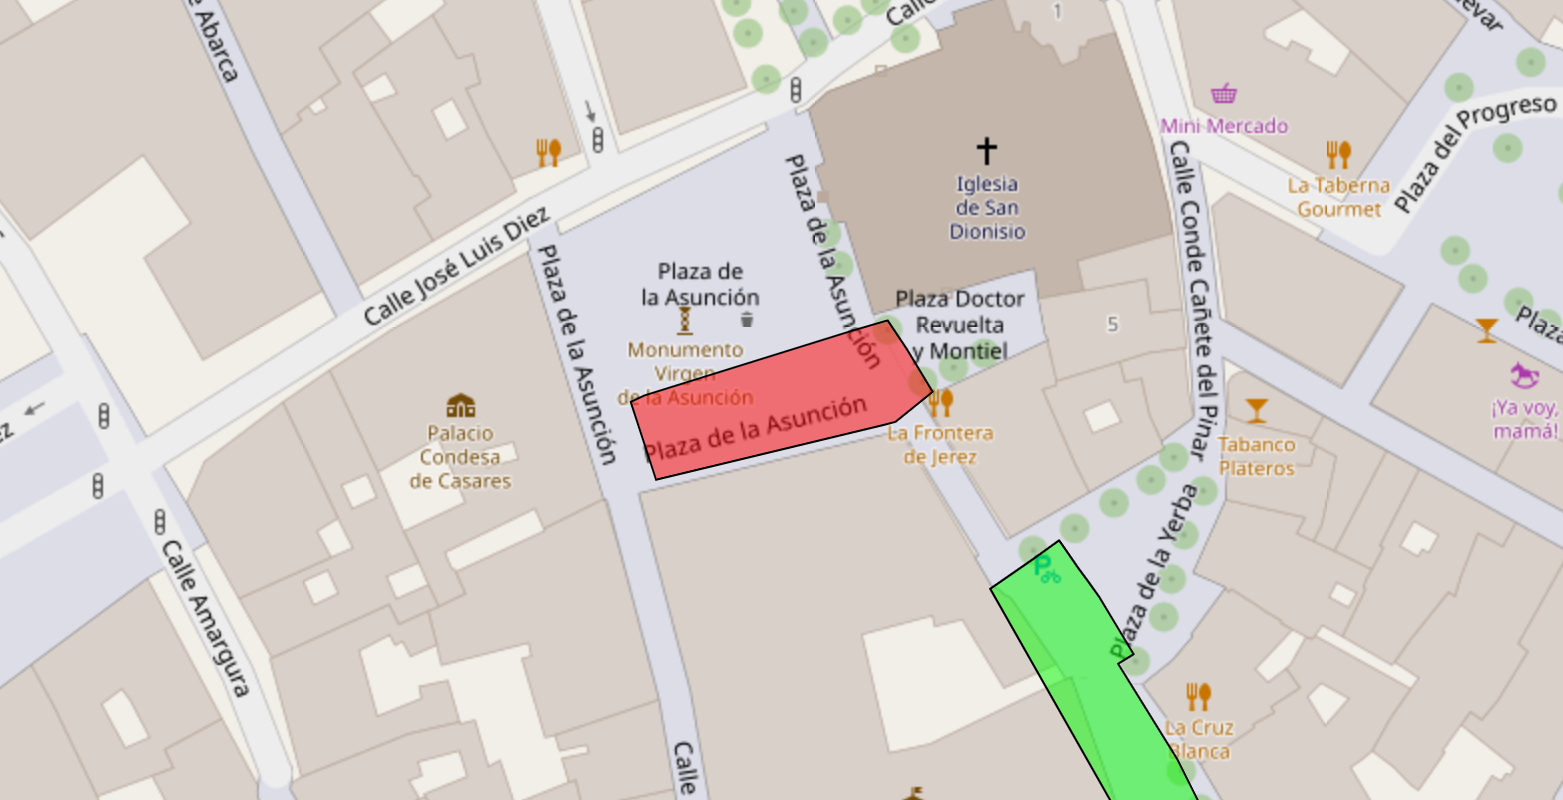 Calle
1
e Abarca
evar
Mini Mercado
Plaza del Progreso
La Taberna
Gourmet
Calle Conde Cañete del Pinar
Iglesia
de San
Dionisio
Plaza de la Asunción
Calle José Luis Diez
Plaza de la Asunción
Plaza de
la Asunción
Monumento
Virgen
de la Asunción
Plaza de la Asunción
Plaza Doctor
Revuelta
y Montiel
5
Plaza
¡Ya voy,
mamá!
Palacio
Condesa
de Casares
La Frontera
de Jerez
Tabanco
Plateros
ez
Calle Amargura
P
Plaza de la Yerba
La Cruz
Blanca
Calle